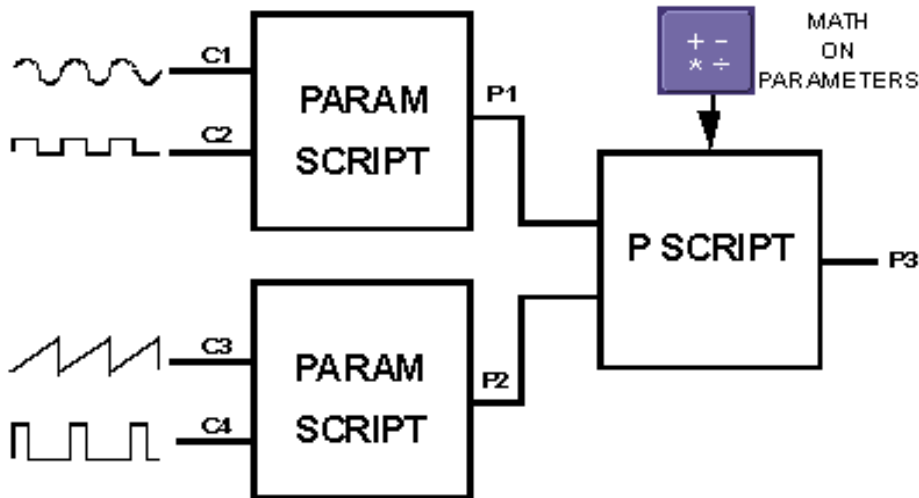 C1
C2
PARAM
SCRIPT
P1
+ −
* ÷
MATH
ON
PARAMETERS
P SCRIPT
P3
C3
C4
PARAM
SCRIPT
P2